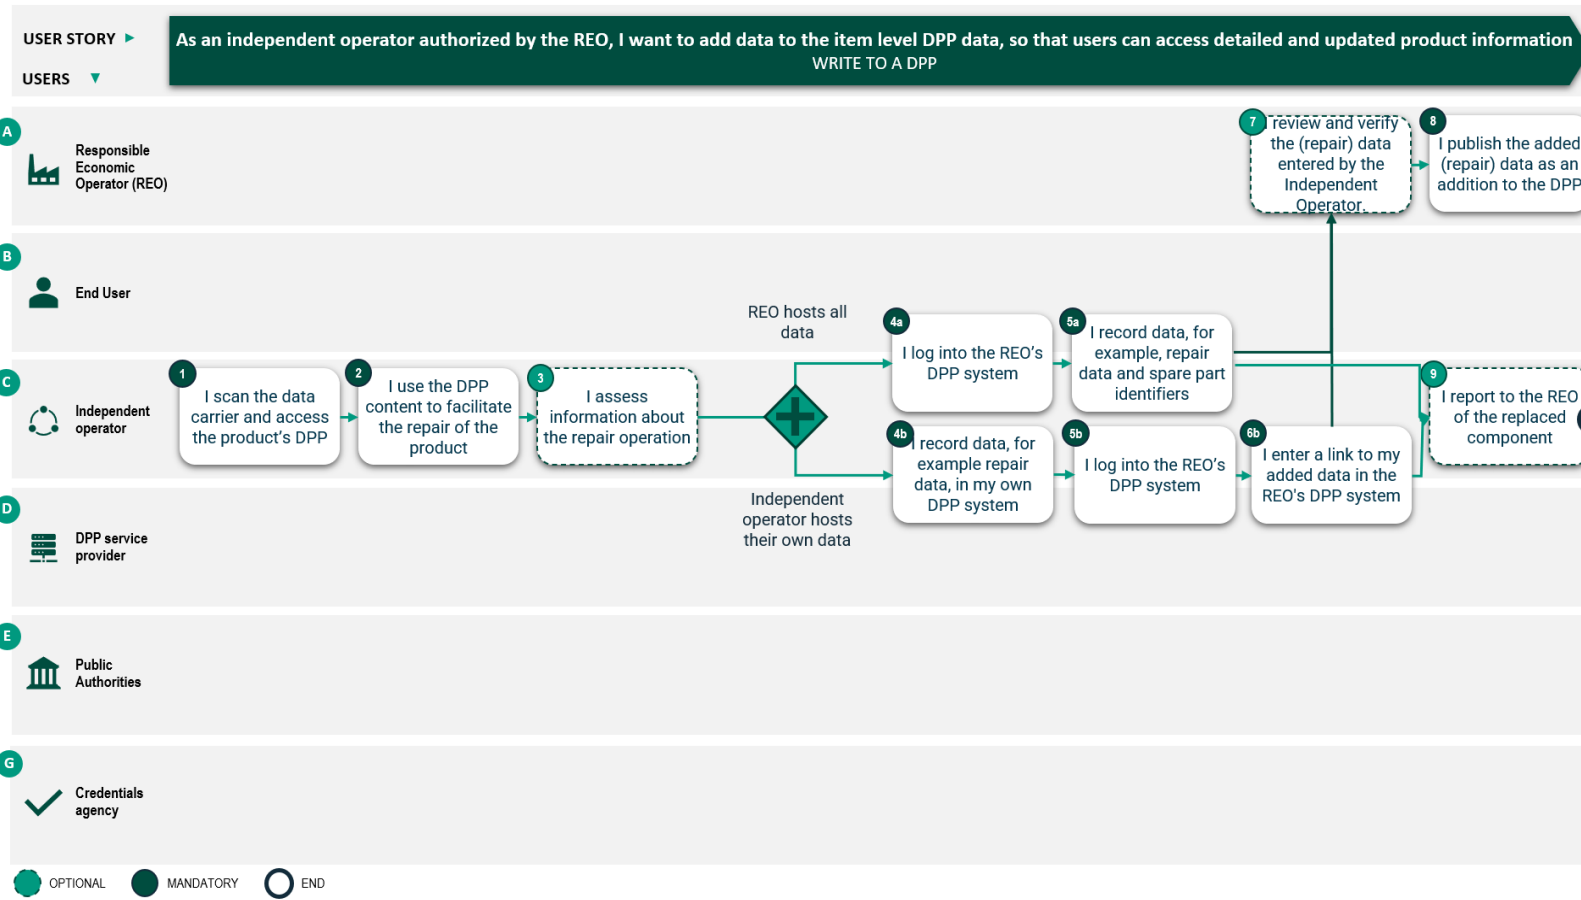 USER STORY
As an independent operator authorized by the REO, I want to add data to the item level DPP data, so that users can access detailed and updated product information
WRITE TO A DPP
USERS
A
Responsible
Economic
Operator (REO)
7
I review and verify
the (repair) data
entered by the
Independent
Operator.
8
I publish the added
(repair) data as an
addition to the DPP
B
End User
REO hosts all
data
4a
I log into the REO's
DPP system
5a
I record data, for
example, repair
data and spare part
identifiers
C
Independent
operator
1
I scan the data
carrier and access
the product's DPP
2
I use the DPP
content to facilitate
the repair of the
product
3
I assess
information about
the repair operation
4b
I record data, for
example repair
data, in my own
DPP system
5b
I log into the REO's
DPP system
6b
I enter a link to my
added data in the
REO's DPP system
9
I report to the REO
of the replaced
component
Independent
operator hosts
their own data
D
DPP service
provider
E
Public
Authorities
G
Credentials
agency
OPTIONAL
MANDATORY
END